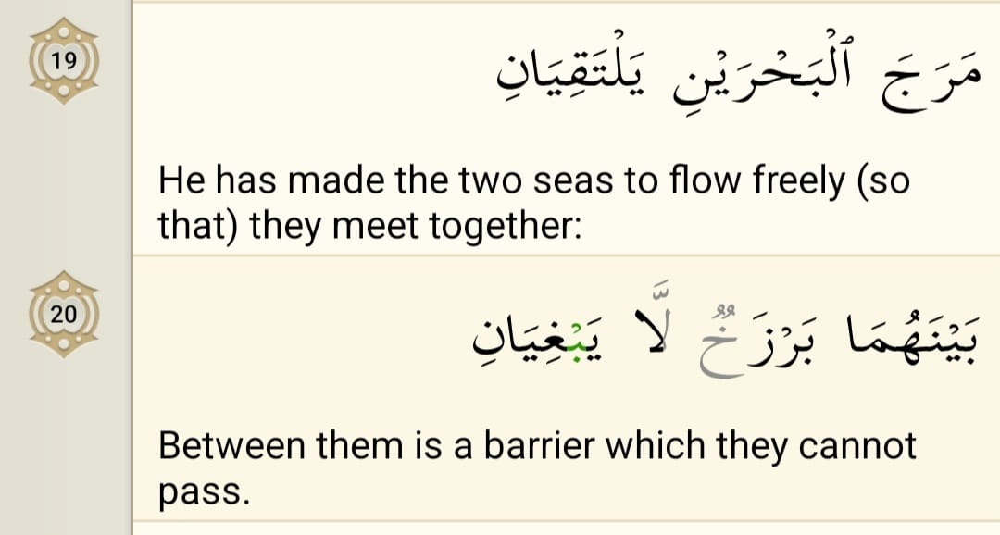 19
مَرَجَ ٱلْبَحْرَيْنِ يَلْتَقِيَانِ
He has made the two seas to flow freely (so
that) they meet together:
20
بَيْنَهُمَا بَرْزَخٌ لَّا يَبْغِيَانِ
Between them is a barrier which they cannot
pass.